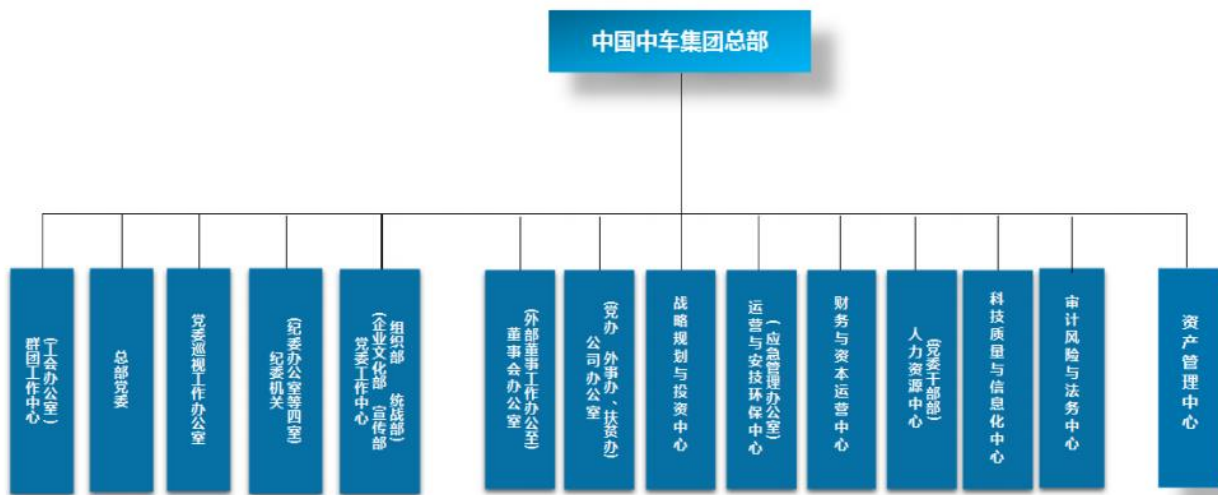 中国中车集团总部
群团工作中心
(工会办公室)
总部党委
党委巡视工作办公室
纪委机关
(纪委办公室等四室)
党委工作中心
(企业文化部 宣传部
组织部 统战部)
董事会办公室
(外部董事工作办公至)
公司办公室
(党办 外事办、扶贫办)
战略规划与投资中心
运营与安技环保中心
(应急管理办公室)
财务与资本运营中心
人力资源中心
(党委干部部)
科技质量与信息化中心
审计风险与法务中心
资产管理中心